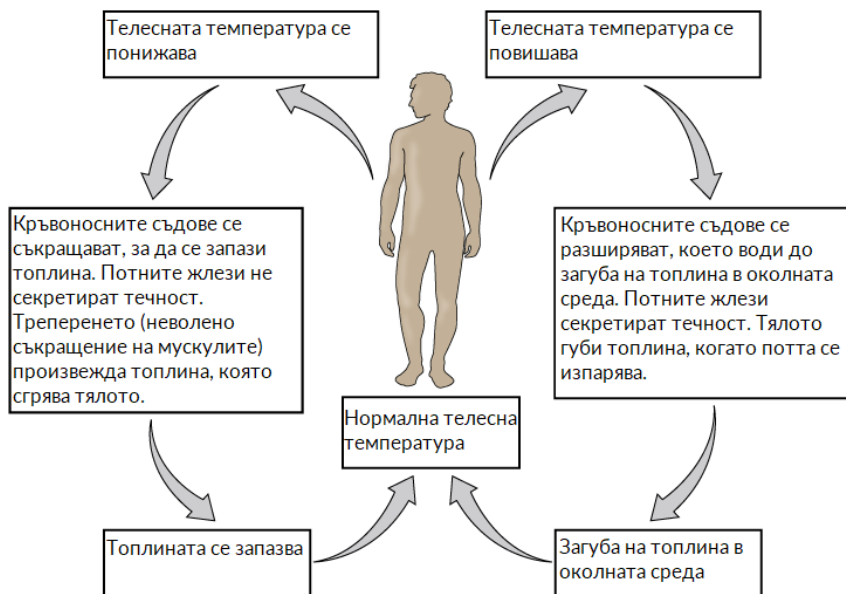 Телесната температура се
понижава
Телесната температура се
повишава
Кръвоносните съдове се
съкращават, за да се запази
топлина. Потните жлези не
секретират течност.
Треперенето (неволено
съкращение на мускулите)
произвежда топлина, която
сгрява тялото.
Кръвоносните съдове се
разширяват, което води до
загуба на топлина в околната
среда. Потните жлези
секретират течност. Тялото
губи топлина, когато потта се
изпарява.
Нормална телесна
температура
Топлината се запазва
Загуба на топлина в
околната среда